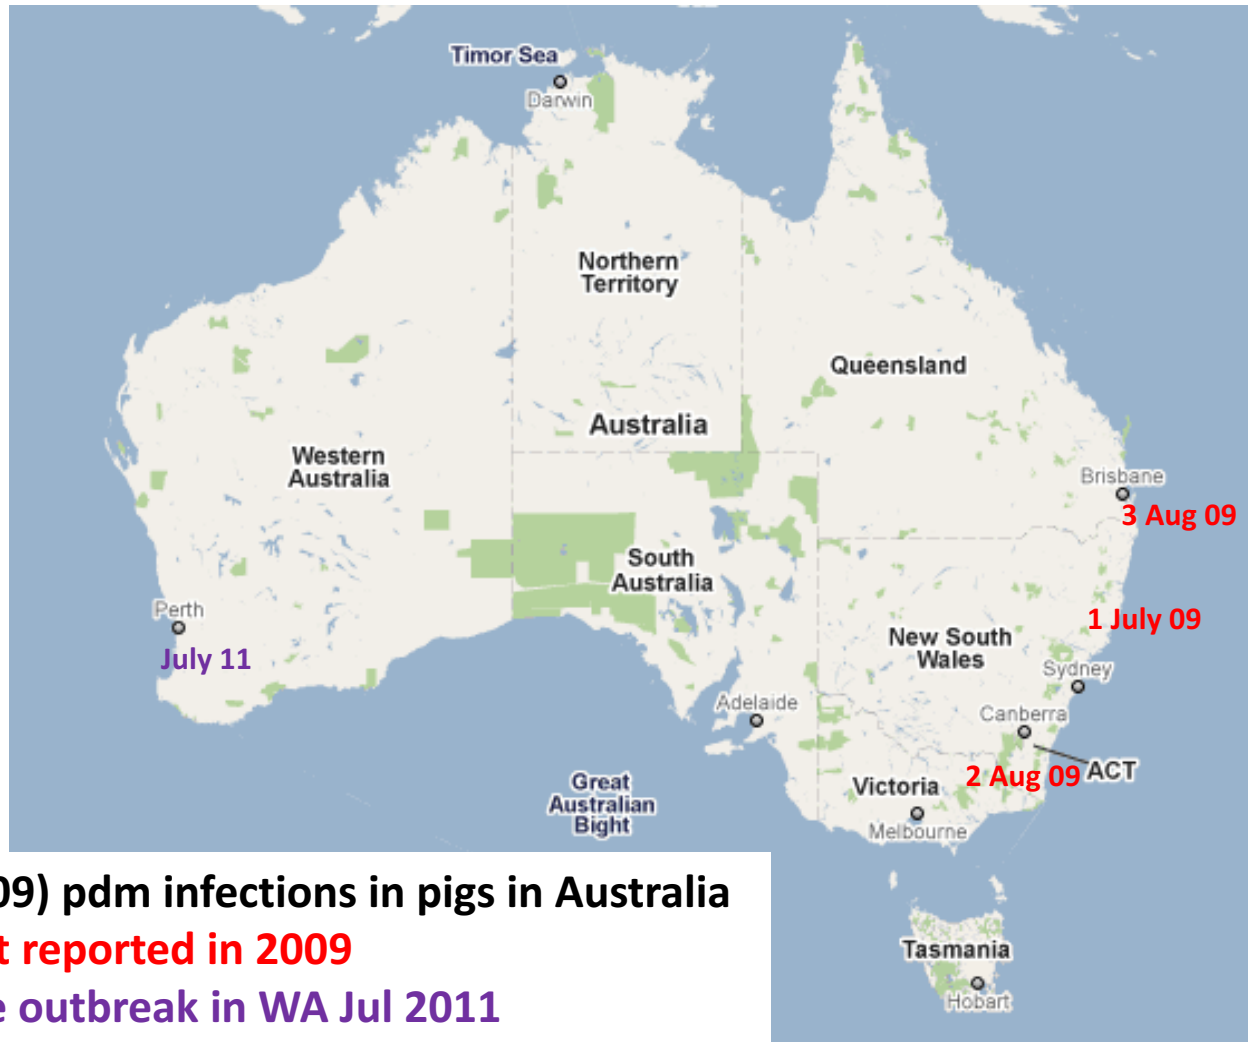 Timor Sea
Darwin
Northern
Territory
Queensland
Australia
Western
Australia
Brisbane
3 Aug 09
South
Australia
Perth
July 11
1 July 09
New South
Wales
Sydney
Adelaide
Canberra
2 Aug 09
ACT
Great
Australian
Bight
Victoria
Melbourne
09) pdm infections in pigs in Australia
t reported in 2009
e outbreak in WA Jul 2011
Tasmania
Hobart